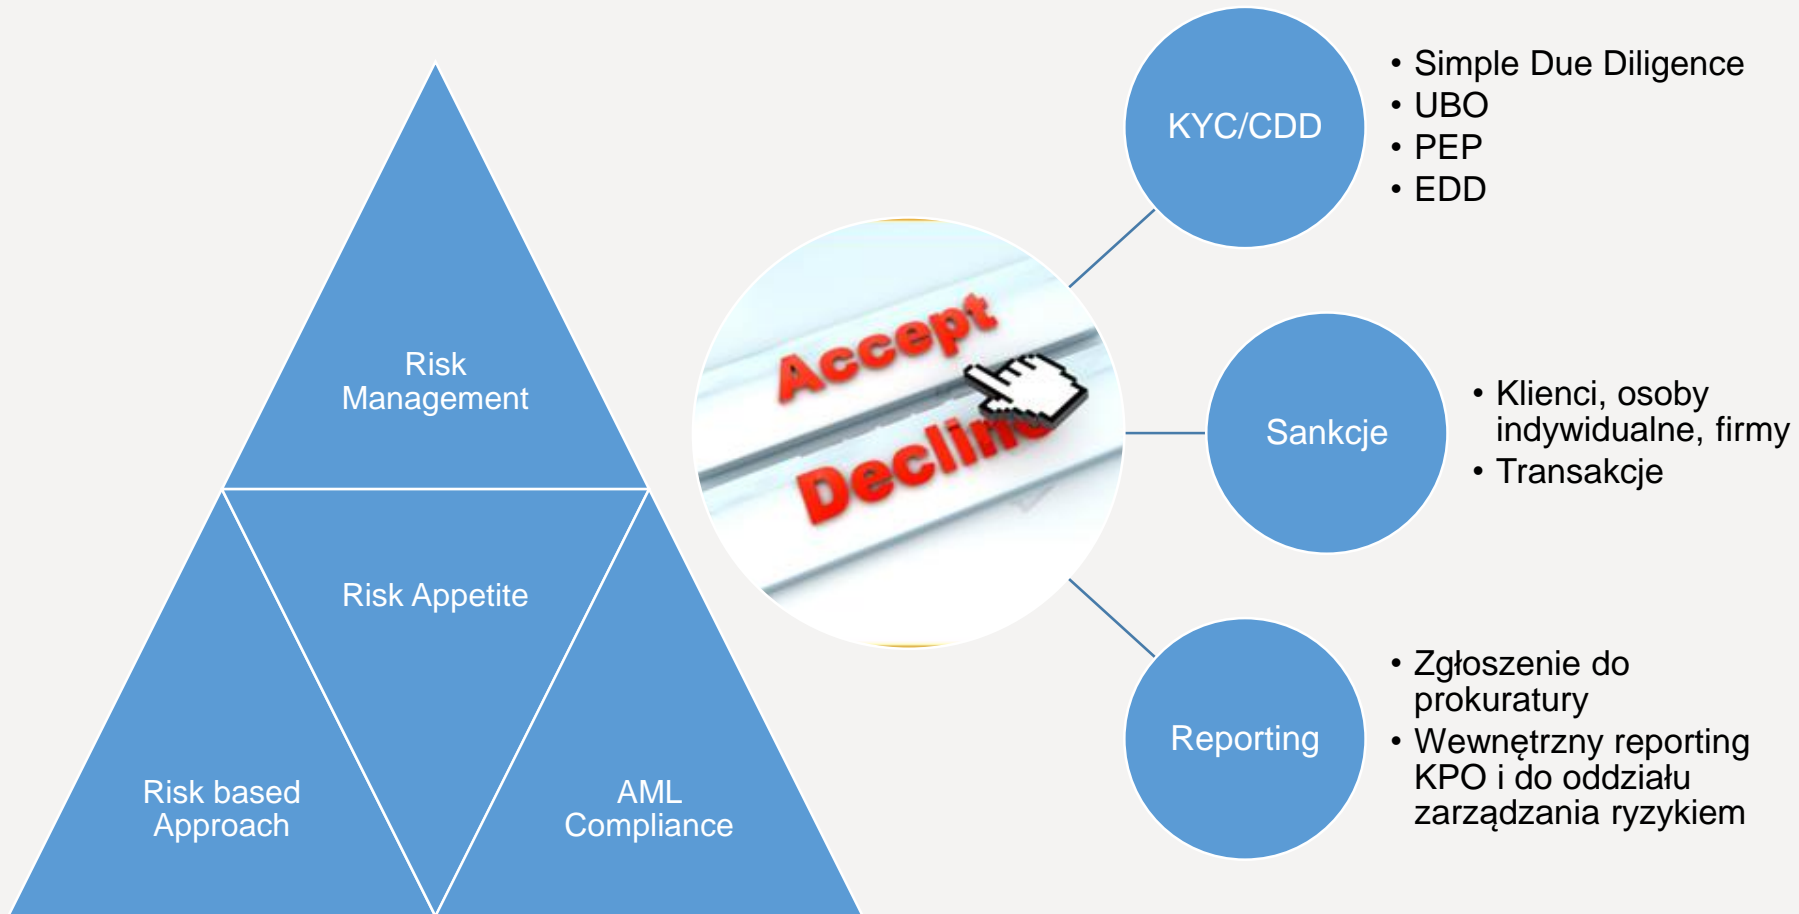 Risk
Management
Risk Appetite
Risk based
Approach
AML
Compliance
Accept
Decline
KYC/CDD
• Simple Due Diligence
• UBO
• PEP
• EDD
Sankcje
• Klienci, osoby
indywidualne, firmy
• Transakcje
Reporting
• Zgłoszenie do
prokuratury
• Wewnętrzny reporting
KPO i do oddziału
zarządzania ryzykiem